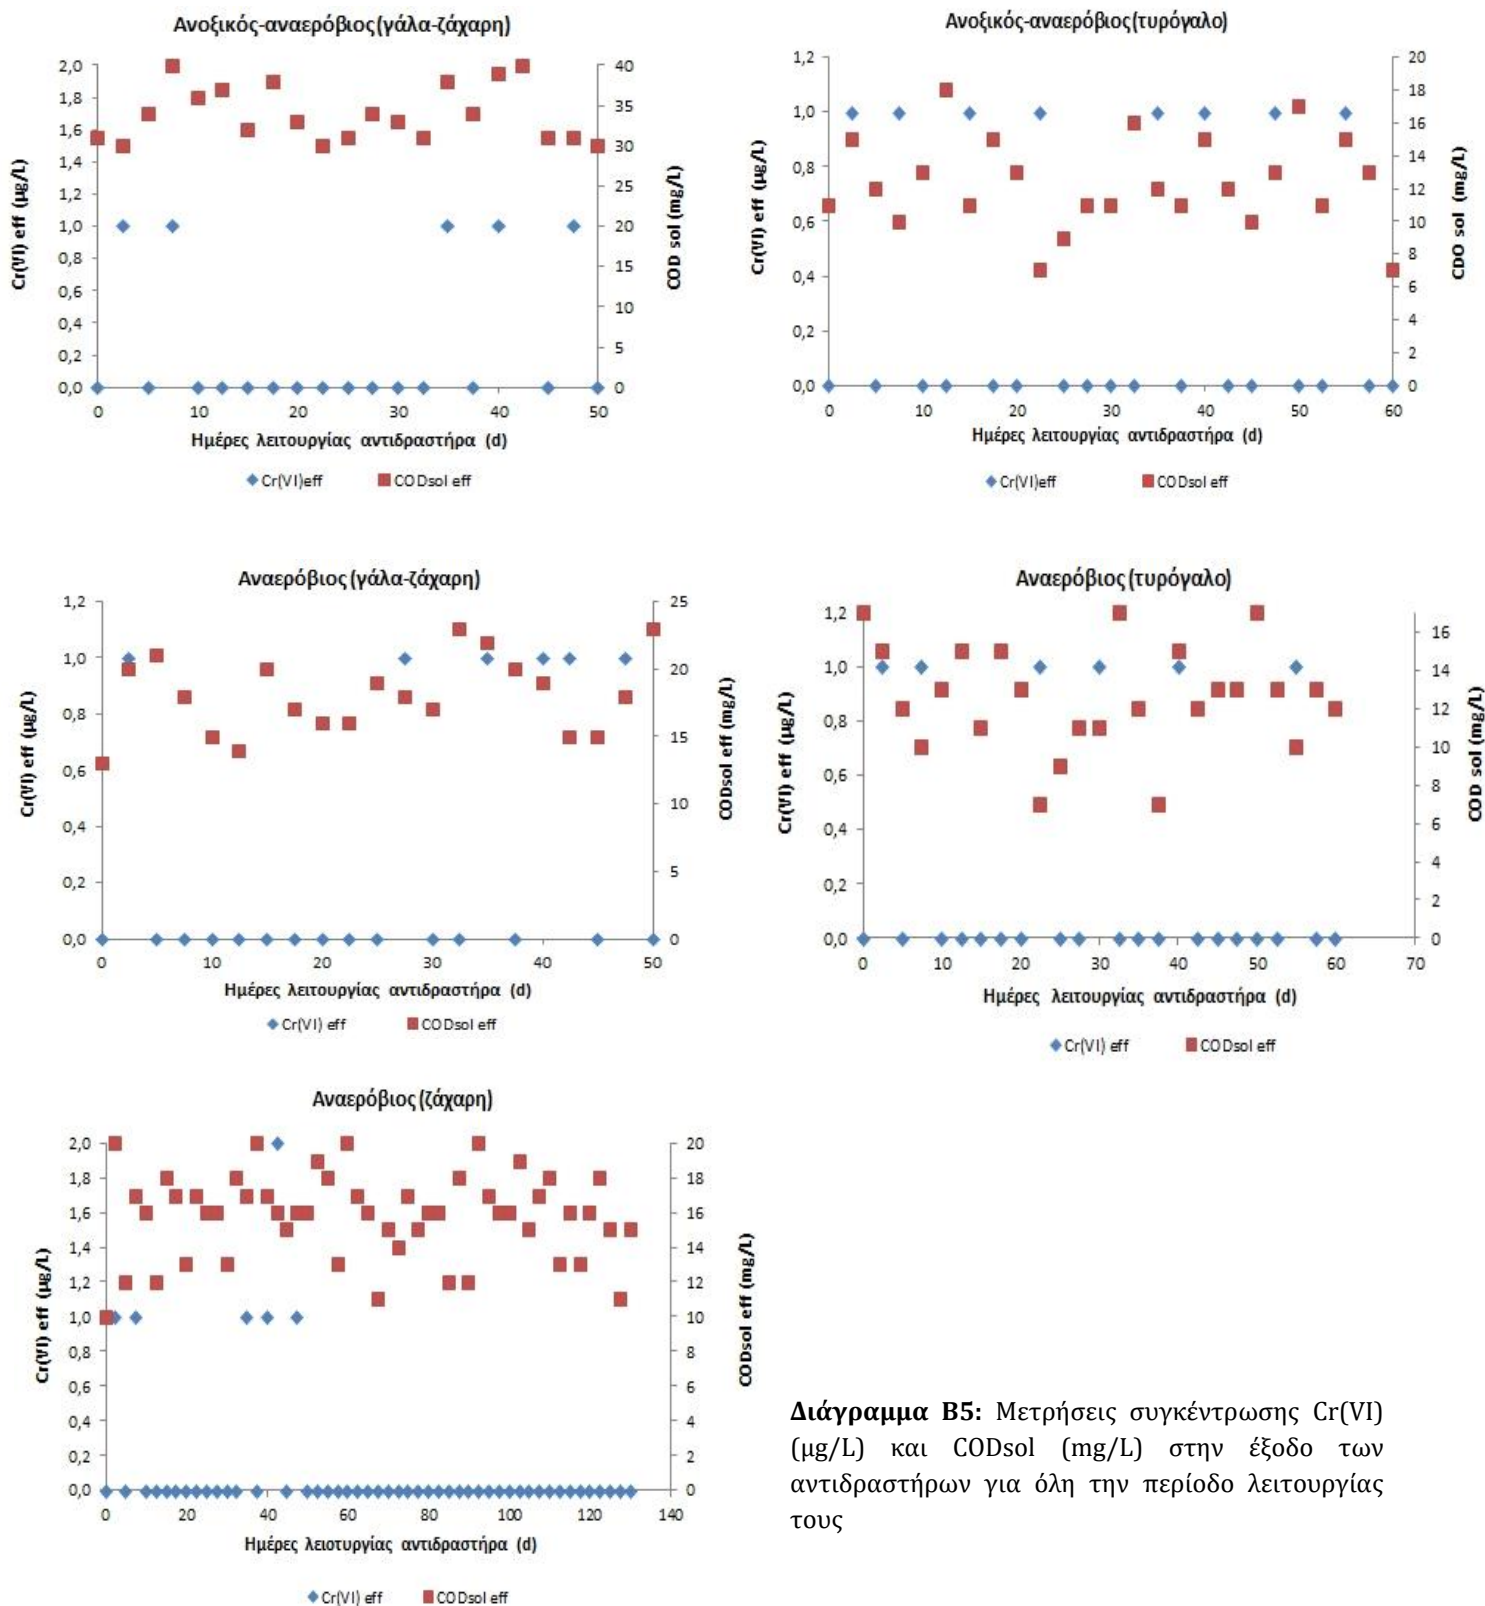 Ανοξικός-αναερόβιος (γάλα-ζάχαρη)
2,0
1,8
1,6
1,4
1,2
1,0
0,8
0,6
0,4
0,2
0,0
Cr(VI) eff (μg/L)
40
35
30
25
20
15
10
5
0
COD sol (mg/L)
0 10 20 30 40 50
Ημέρες λειτουργίας αντιδραστήρα (d)
Cr(VI)eff CODsol eff
Ανοξικός-αναερόβιος (τυρόγαλο)
1,2
1,0
0,8
0,6
0,4
0,2
0,0
Cr(VI) eff (μg/L)
20
18
16
14
12
10
8
6
4
2
0
CDO sol (mg/L)
0 10 20 30 40 50 60
Ημέρες λειτουργίας αντιδραστήρα (d)
Cr(VI)eff CODsol eff
Αναερόβιος (γάλα-ζάχαρη)
1,2
1,0
0,8
0,6
0,4
0,2
0,0
Cr(VI) eff (μg/L)
25
20
15
10
5
0
CODsol eff (mg/L)
0 10 20 30 40 50
Ημέρες λειτουργίας αντιδραστήρα (d)
Cr(VI) eff CODsol eff
Αναερόβιος (τυρόγαλο)
1,2
1,0
0,8
0,6
0,4
0,2
0,0
Cr(VI) eff (μg/L)
16
14
12
10
8
6
4
2
0
COD sol (mg/L)
0 10 20 30 40 50 60 70
Ημέρες λειτουργίας αντιδραστήρα (d)
Cr(VI) eff CODsol eff
Αναερόβιος (ζάχαρη)
2,0
1,8
1,6
1,4
1,2
1,0
0,8
0,6
0,4
0,2
0,0
Cr(VI) eff (μg/L)
20
18
16
14
12
10
8
6
4
2
0
CODsol eff (mg/L)
0 20 40 60 80 100 120 140
Ημέρες λειοτυργίας αντιδραστήρα (d)
Cr(VI) eff CODsol eff
Διάγραμμα Β5: Μετρήσεις συγκέντρωσης Cr(VI)
(μg/L) και CODsol (mg/L) στην έξοδο των
αντιδραστήρων για όλη την περίοδο λειτουργίας
τους